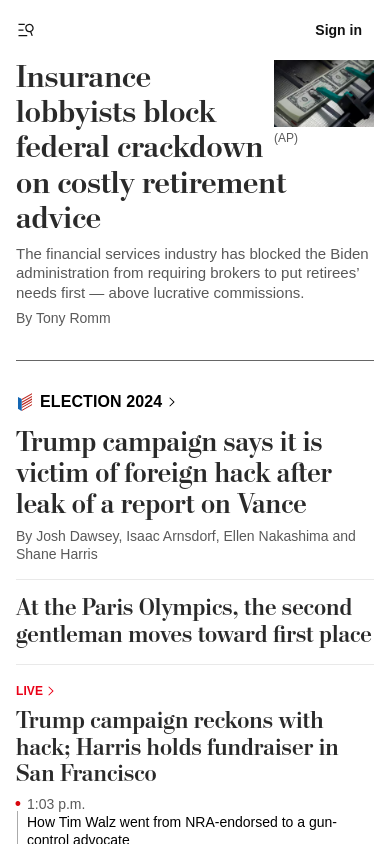 Sign in
Insurance
lobbyists block
federal crackdown
on costly retirement
advice
(AP)
The financial services industry has blocked the Biden
administration from requiring brokers to put retirees’
needs first — above lucrative commissions.
By Tony Romm
ELECTION 2024
Trump campaign says it is
victim of foreign hack after
leak of a report on Vance
By Josh Dawsey, Isaac Arnsdorf, Ellen Nakashima and
Shane Harris
At the Paris Olympics, the second
gentleman moves toward first place
LIVE
Trump campaign reckons with
hack; Harris holds fundraiser in
San Francisco
1:03 p.m.
How Tim Walz went from NRA-endorsed to a gun-
control advocate